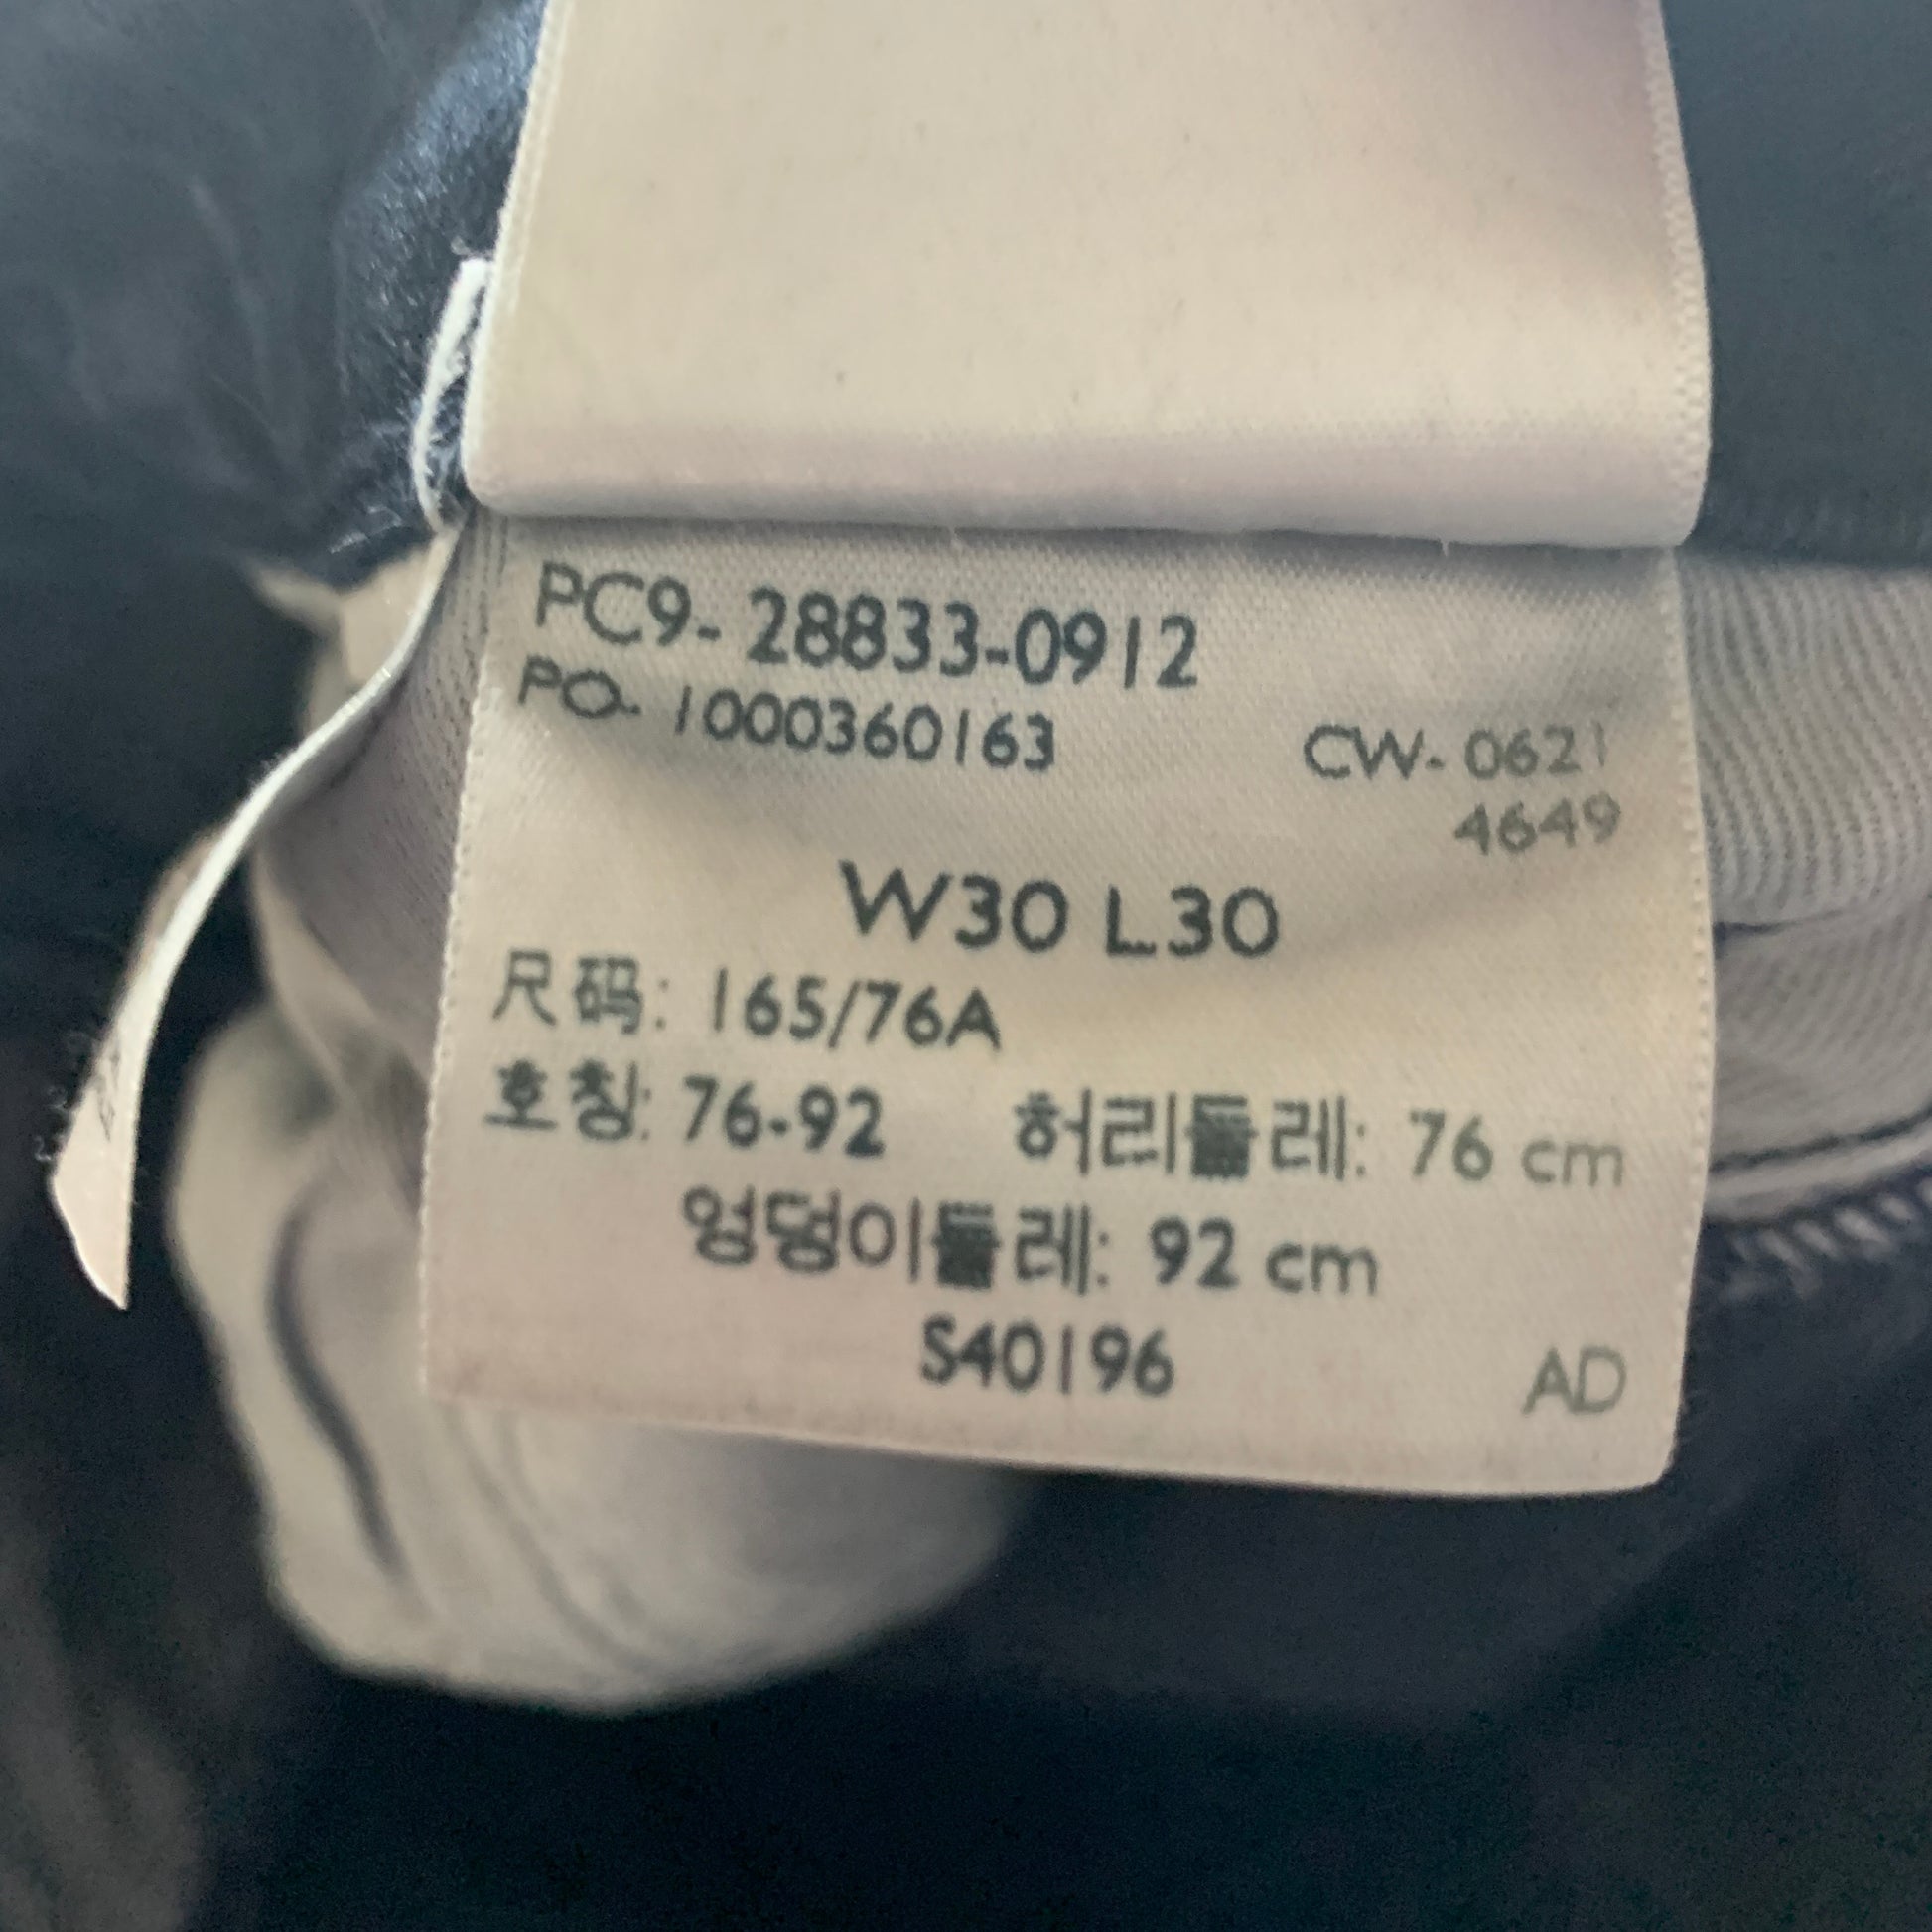 PC9- 28833-0912
PO- 1000360163 CW- 0621
4649
W30 L30
尺码: 165/76A
호칭: 76-92 허리둘레: 76 cm
엉덩이둘레: 92 cm
S40196 AD